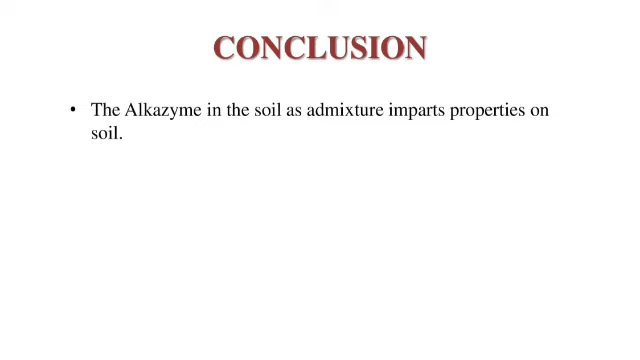 CONCLUSION
• The Alkazyme in the soil as admixture imparts properties on
soil.